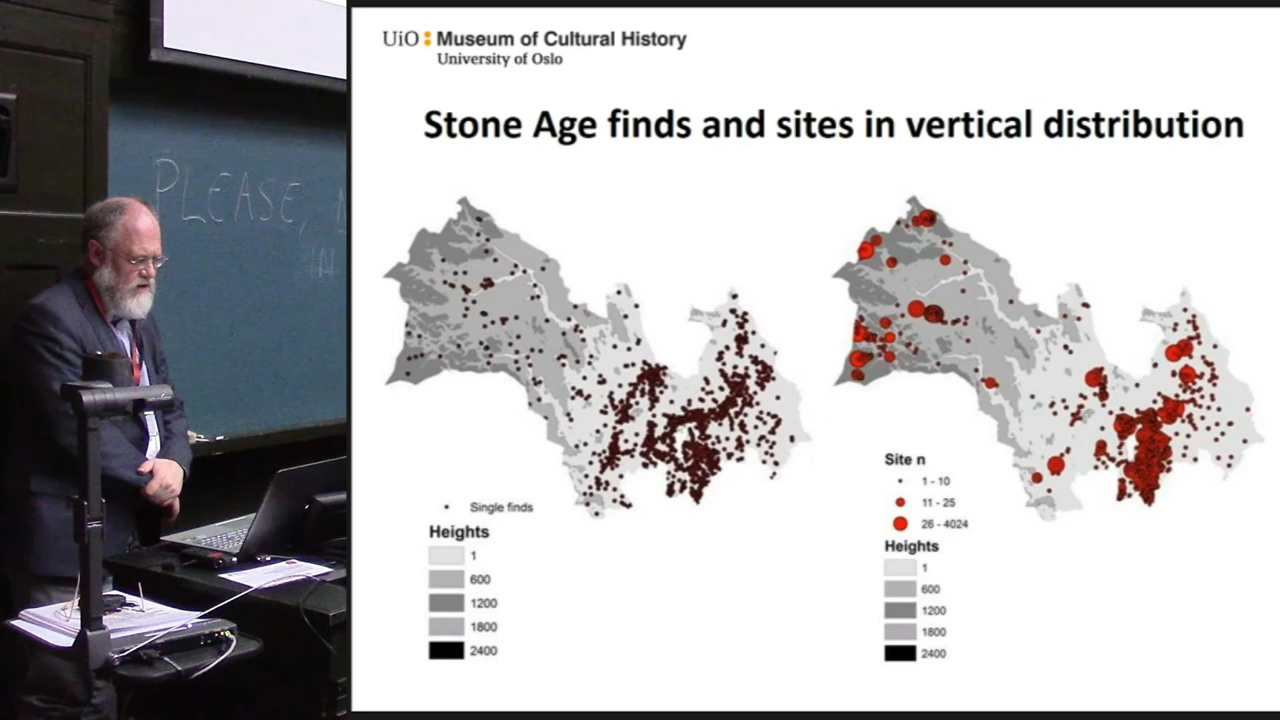 PLEASE,
UiO Museum of Cultural History
University of Oslo
Stone Age finds and sites in vertical distribution
Single finds
Heights
1
600
1200
1800
2400
Site n
1 - 10
11 - 25
26 - 4024
Heights
1
600
1200
1800
2400